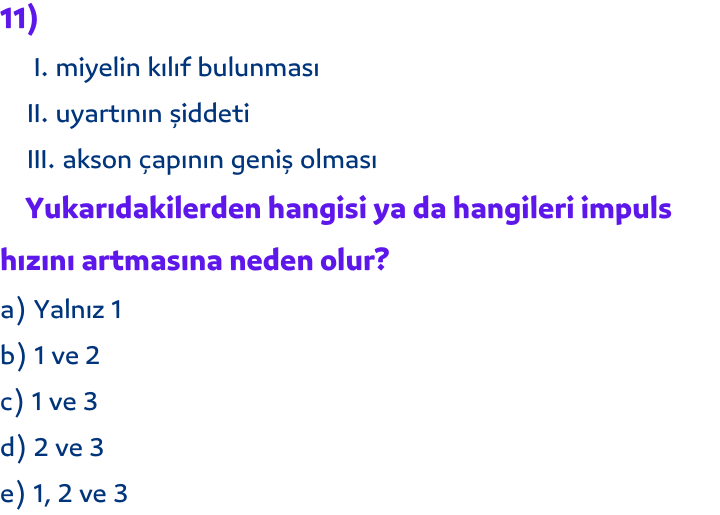 11)
I. miyelin kılıf bulunması
II. uyartının şiddeti
III. akson çapının geniş olması
Yukarıdakilerden hangisi ya da hangileri impuls
hızını artmasına neden olur?
a) Yalnız 1
b) 1 ve 2
c) 1 ve 3
d) 2 ve 3
e) 1, 2 ve 3